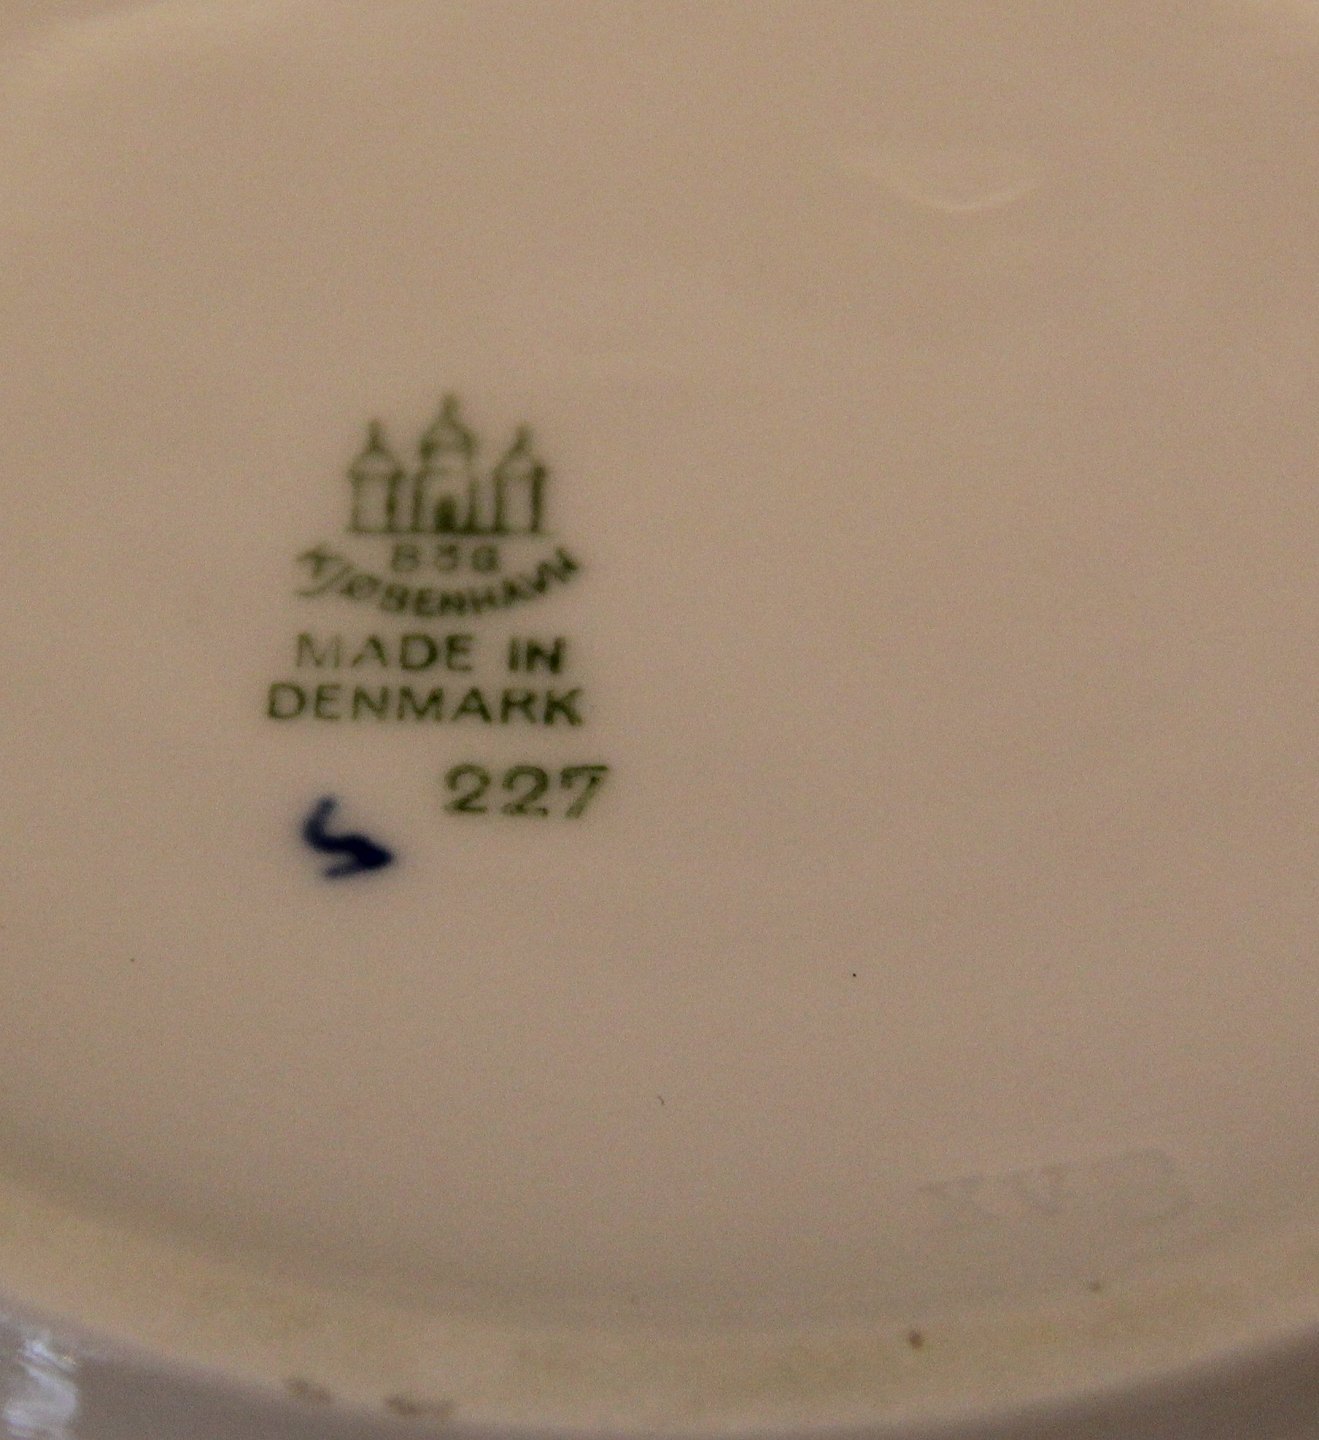 B&G
KJØBENHAVN
MADE IN
DENMARK
227